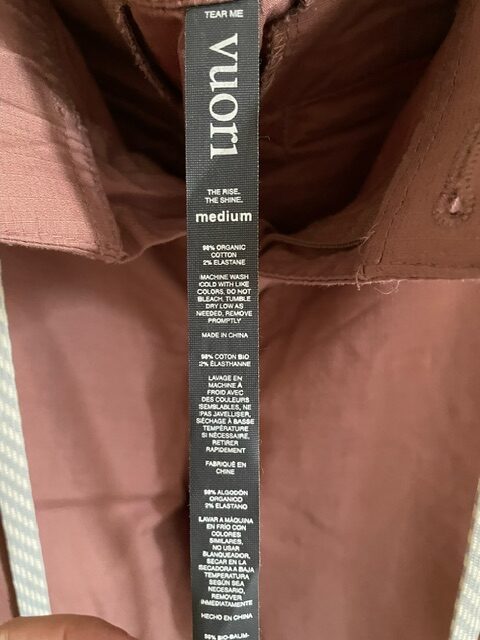 TEAR ME
vuori
THE RISE.
THE SHINE.
medium
98% ORGANIC
COTTON
2% ELASTANE
MACHINE WASH
COLD WITH LIKE
COLORS. DO NOT
BLEACH. TUMBLE
DRY LOW AS
NEEDED, REMOVE
PROMPTLY
MADE IN CHINA
98% COTON BIO
2% ÉLASTHANNE
LAVAGE EN
MACHINE À
FROID AVEC
DES COULEURS
SEMBLABLES, NE
PAS JAVELLISER,
SÉCHAGE À BASSE
TEMPÉRATURE
SI NÉCESSAIRE,
RETIRER
RAPIDEMENT
FABRIQUÉ EN
CHINE
98% ALGODÓN
ORGÁNICO
2% ELASTANO
LAVAR A MÁQUINA
EN FRÍO CON
COLORES
SIMILARES,
NO USAR
BLANQUEADOR,
SECAR EN LA
SECADORA A BAJA
TEMPERATURA
SEGÚN SEA
NECESARIO,
REMOVER
INMEDIATAMENTE
HECHO EN CHINA
98% BIO-BAUM-